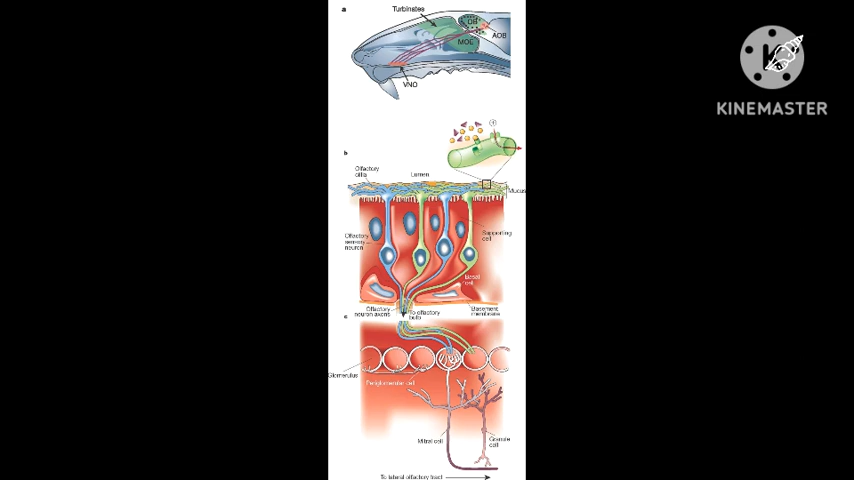 a
Turbinates
OB
AOB
MOE
VNO
KINEMASTER
b
Olfactory
cilia
Lumen
Mucus
Olfactory
sensory
neuron
Supporting
cell
Basal
cell
Olfactory
neuron axons
To olfactory
bulb
Basement
membrane
c
Glomerulus
Periglomerular cell
Mitral cell
Granule
cell
To lateral olfactory tract